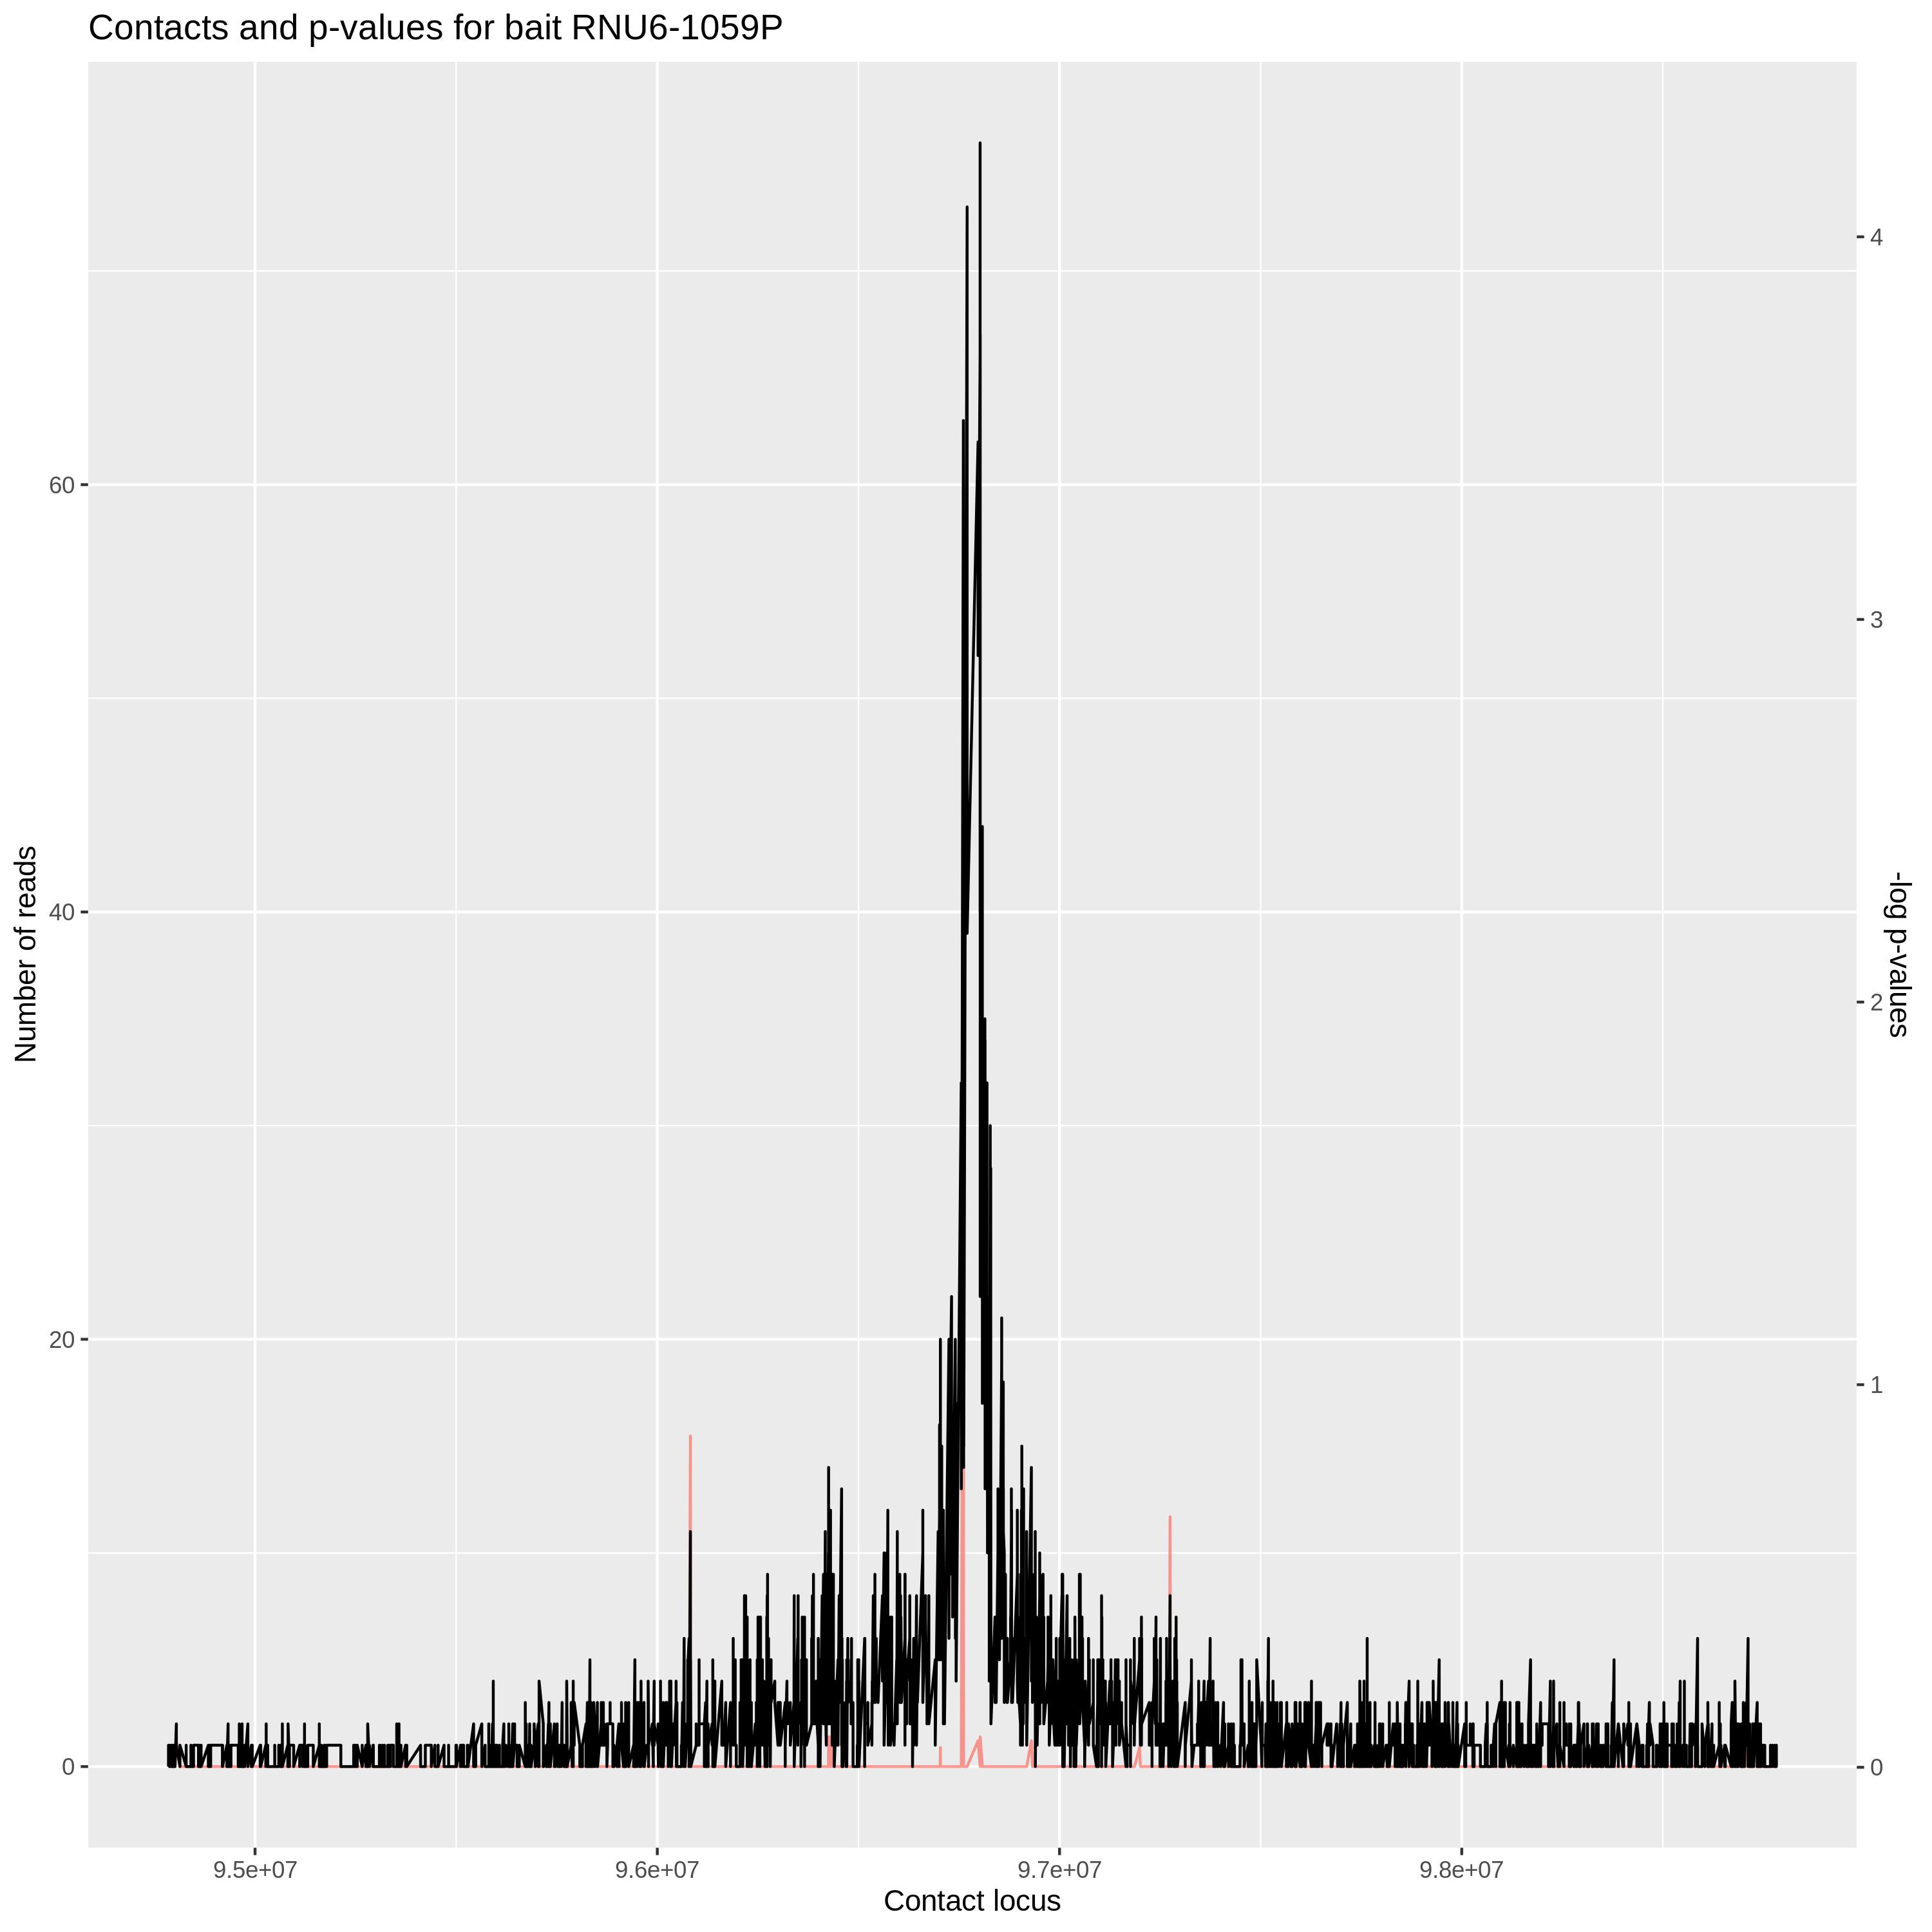 Contacts and p-values for bait RNU6-1059P
Number of reads
60
40
20
0
4
3
2
1
0
-log p-values
9.5e+07 9.6e+07 9.7e+07 9.8e+07
Contact locus